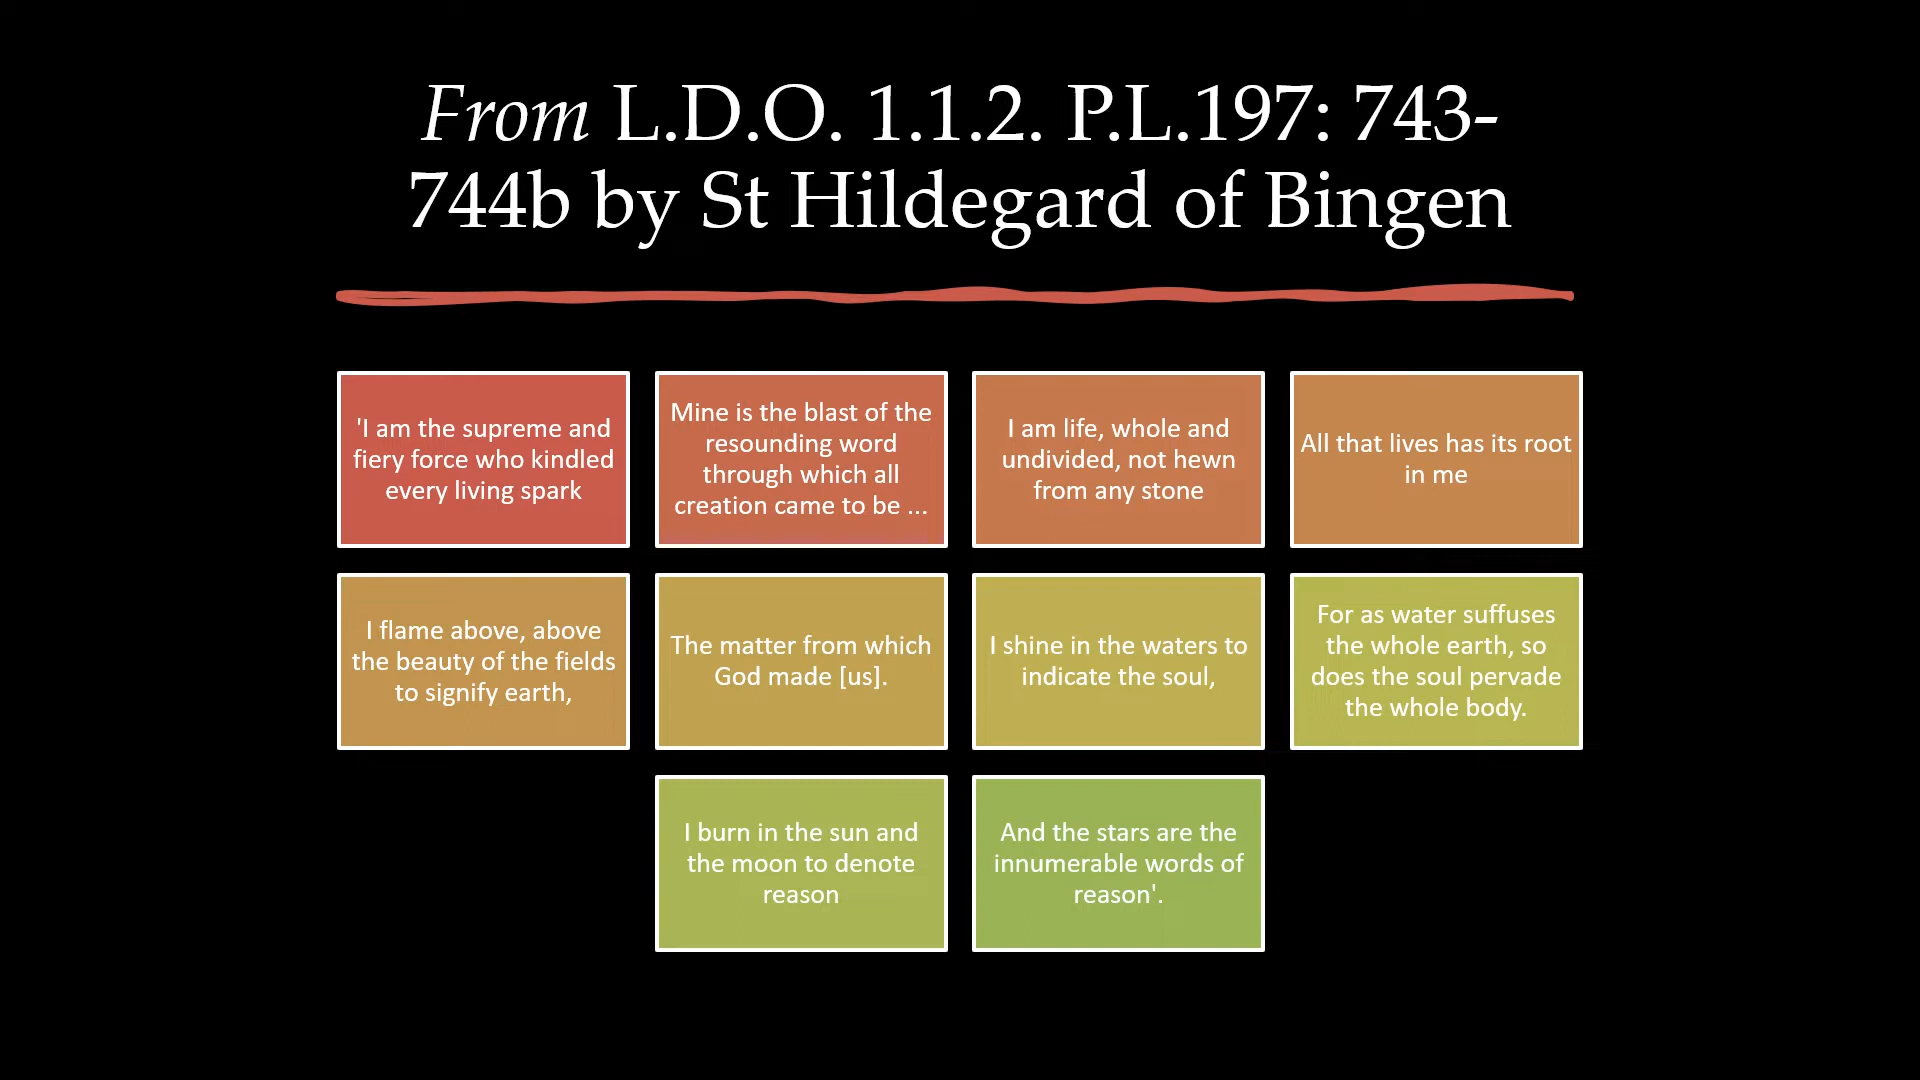 From L.D.O. 1.1.2. P.L.197: 743-
744b by St Hildegard of Bingen
'I am the supreme and
fiery force who kindled
every living spark
Mine is the blast of the
resounding word
through which all
creation came to be ...
I am life, whole and
undivided, not hewn
from any stone
All that lives has its root
in me
I flame above, above
the beauty of the fields
to signify earth,
The matter from which
God made [us].
I shine in the waters to
indicate the soul,
For as water suffuses
the whole earth, so
does the soul pervade
the whole body.
I burn in the sun and
the moon to denote
reason
And the stars are the
innumerable words of
reason'.